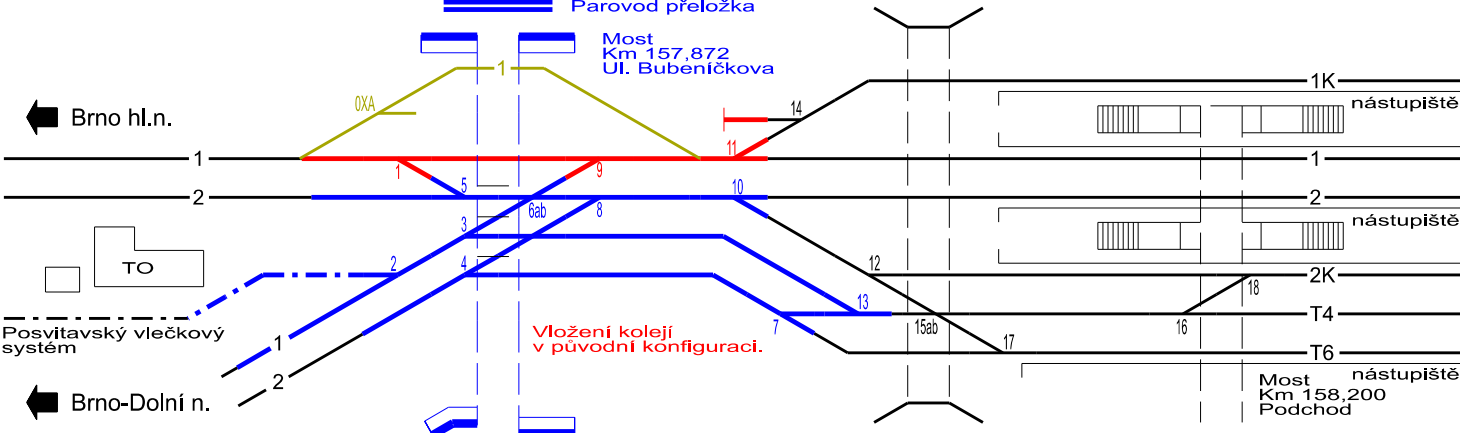 Parovod přeložka
Most
Km 157,872
Ul. Bubeníčkova
1
1K
0XA
14
nástupiště
Brno hl.n.
11
1
1
9
1
5
10
2
2
6ab
8
nástupiště
3
TO
2
4
12
2K
18
13
T4
Posvitavský vlečkový
systém
7
15ab
16
Vložení kolejí
v původní konfiguraci.
1
17
T6
nástupiště
2
Most
Km 158,200
Podchod
Brno-Dolní n.